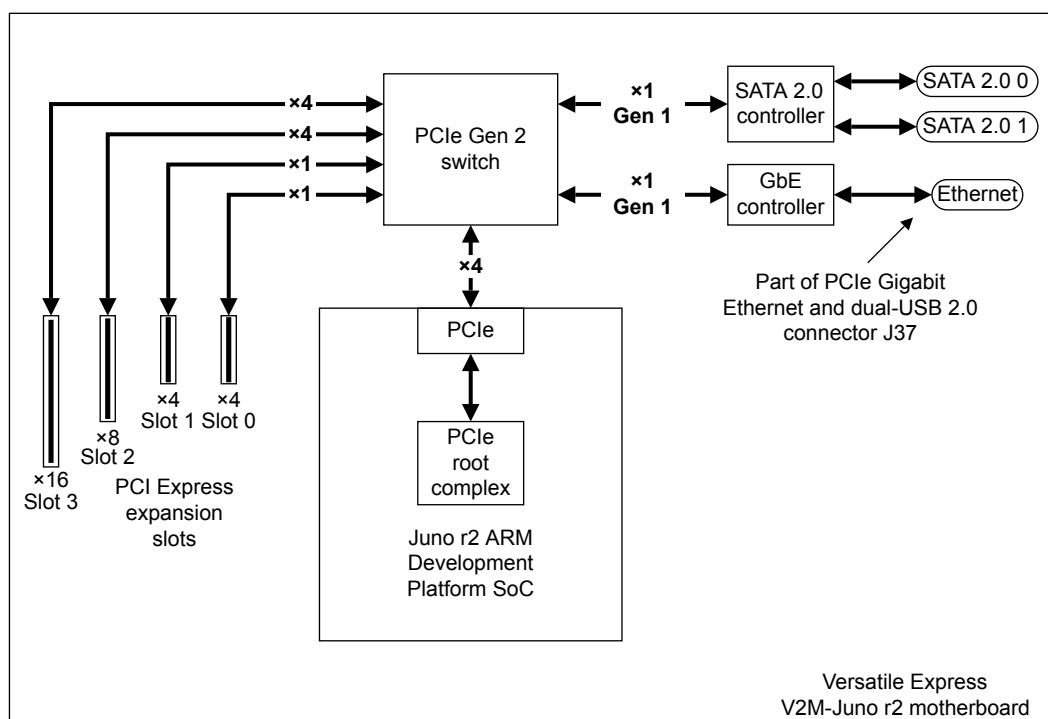 ×4
×4
×1
×1
PCIe Gen 2
switch
×1
Gen 1
×1
Gen 1
SATA 2.0
controller
SATA 2.0 0
SATA 2.0 1
GbE
controller
Ethernet
Part of PCIe Gigabit
Ethernet and dual-USB 2.0
connector J37
×4
PCIe
PCIe
root
complex
Juno r2 ARM
Development
Platform SoC
×16
Slot 3
×8
Slot 2
×4
Slot 1
×4
Slot 0
PCI Express
expansion
slots
Versatile Express
V2M-Juno r2 motherboard